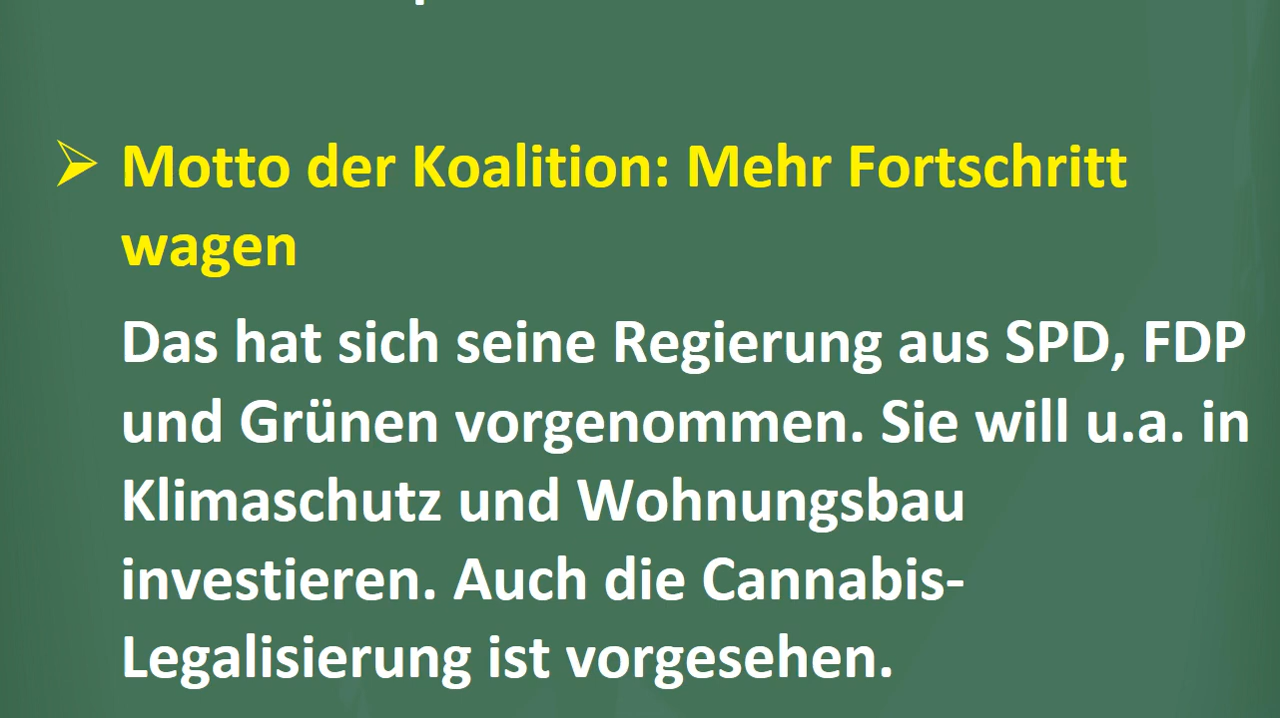 Motto der Koalition: Mehr Fortschritt
wagen
Das hat sich seine Regierung aus SPD, FDP
und Grünen vorgenommen. Sie will u.a. in
Klimaschutz und Wohnungsbau
investieren. Auch die Cannabis-
Legalisierung ist vorgesehen.